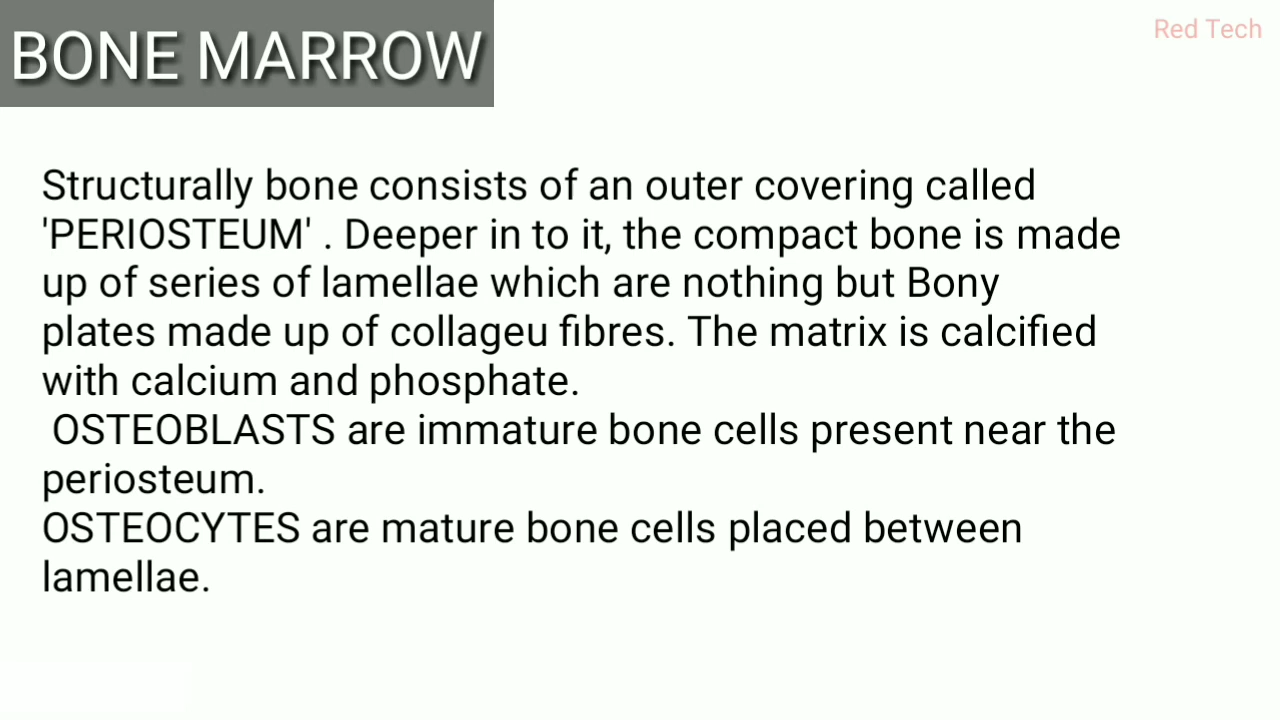 BONE MARROW
Red Tech
Structurally bone consists of an outer covering called
'PERIOSTEUM' . Deeper in to it, the compact bone is made
up of series of lamellae which are nothing but Bony
plates made up of collageu fibres. The matrix is calcified
with calcium and phosphate.
OSTEOBLASTS are immature bone cells present near the
periosteum.
OSTEOCYTES are mature bone cells placed between
lamellae.